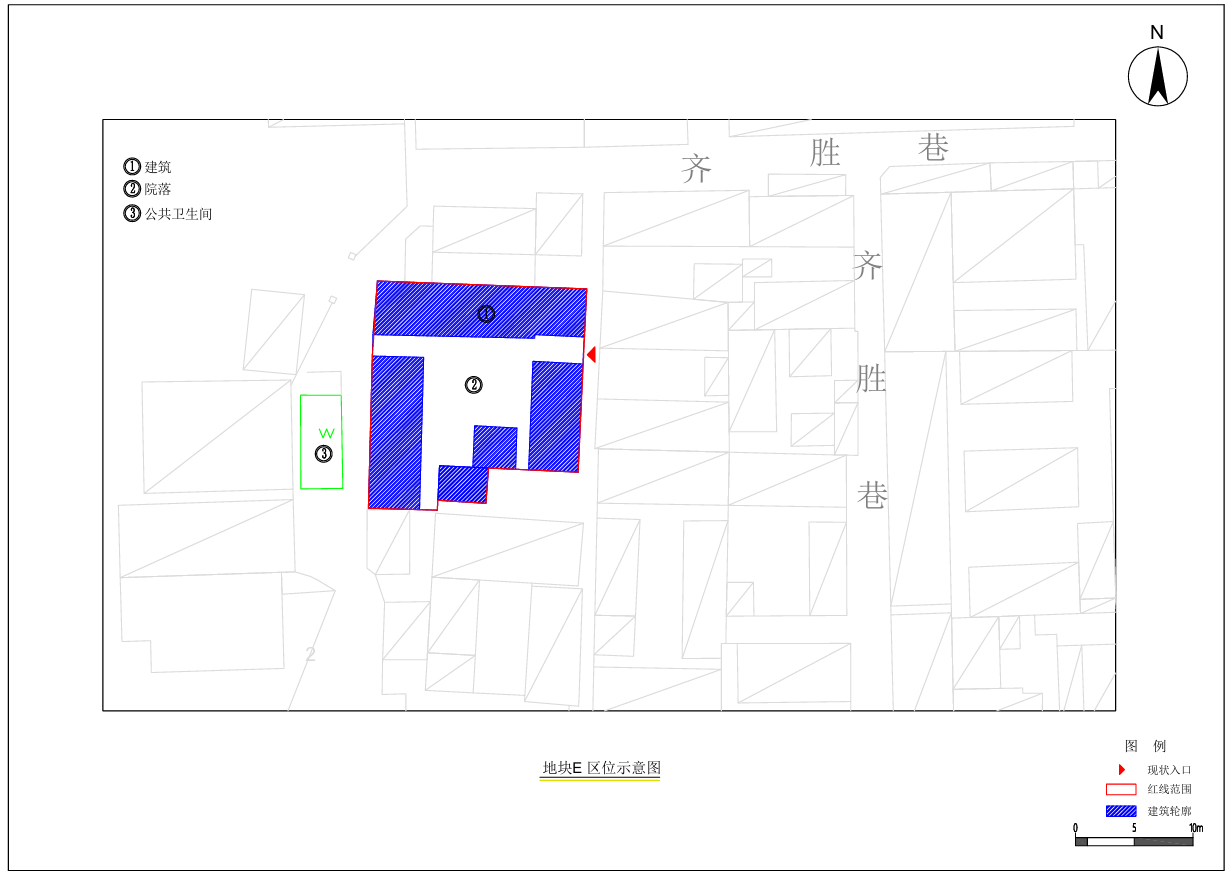 N
齐 胜 巷
① 建筑
② 院落
③ 公共卫生间
齐
胜
巷
①
②
W
③
2
地块E 区位示意图
图 例
现状入口
红线范围
建筑轮廓
0 5 10m